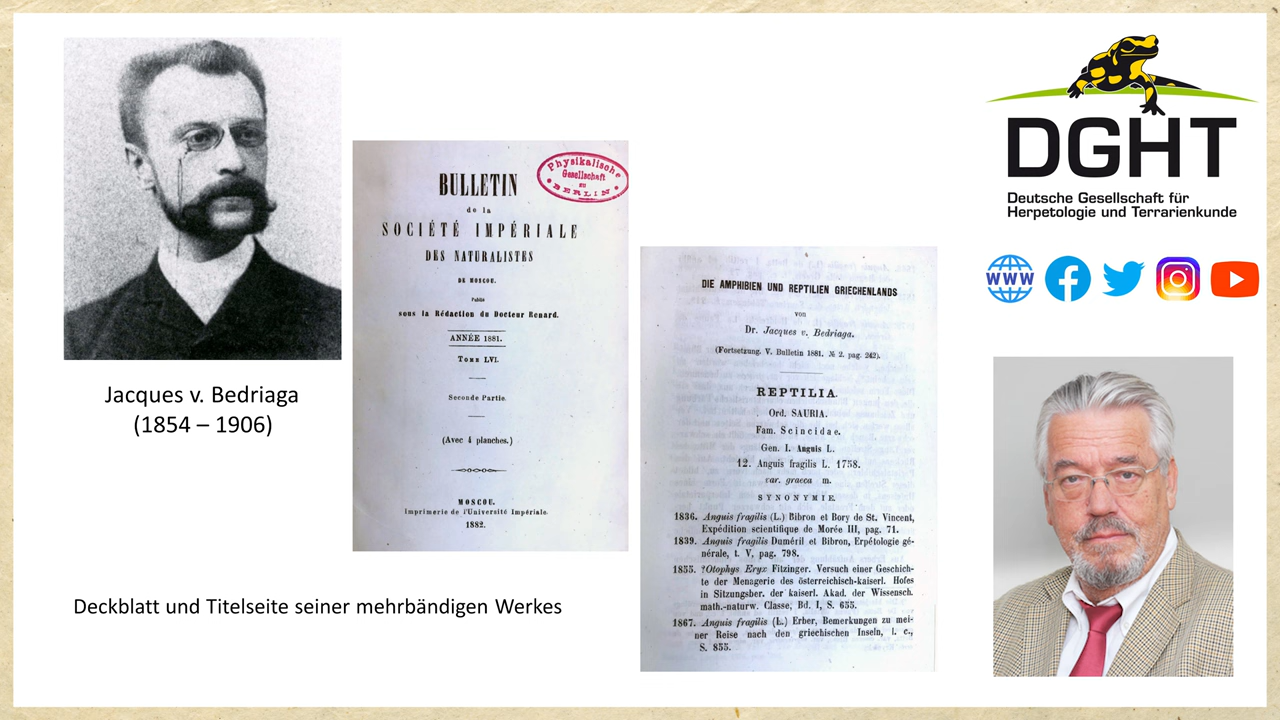 Jacques v. Bedriaga
(1854 – 1906)
Deckblatt und Titelseite seiner mehrbändigen Werkes
BULLETIN
de la
SOCIÉTÉ IMPÉRIALE
DES NATURALISTES
DE MOSCOU.
Publié
sous la Rédaction du Docteur Renard.
ANNÉE 1881.
TOME LVI.
Seconde Partie.
(Avec 4 planches.)
MOSCOU.
Imprimerie de l'Université Impériale.
1882.
Physikalische
Gesellschaft
zu
BERLIN
DIE AMPHIBIEN UND REPTILIEN GRIECHENLANDS
von
Dr. Jacques v. Bedriaga.
(Fortsetzung. V. Bulletin 1881. № 2. pag. 242).
REPTILIA.
Ord. SAURIA.
Fam. Scincidae.
Gen. I. Anguis L.
12. Anguis fragilis L. 1758.
var. graeca m.
SYNONYMIE.
1836. Anguis fragilis (L.) Bibron et Bory de St. Vincent,
Expédition scientifique de Morée III, pag. 71.
1839. Anguis fragilis Duméril et Bibron, Erpétologie gé-
nérale, t. V, pag. 798.
1855. ?Otophys Eryx Fitzinger. Versuch einer Geschich-
te der Menagerie des österreichisch-kaiserl. Hofes
in Sitzungsber. der kaiserl. Akad. der Wissensch.
math.-naturw. Classe, Bd. I, S. 655.
1867. Anguis fragilis (L.) Erber, Bemerkungen zu mei-
ner Reise nach den griechischen Inseln, l. c.,
S. 855.
DGHT
Deutsche Gesellschaft für
Herpetologie und Terrarienkunde
WWW